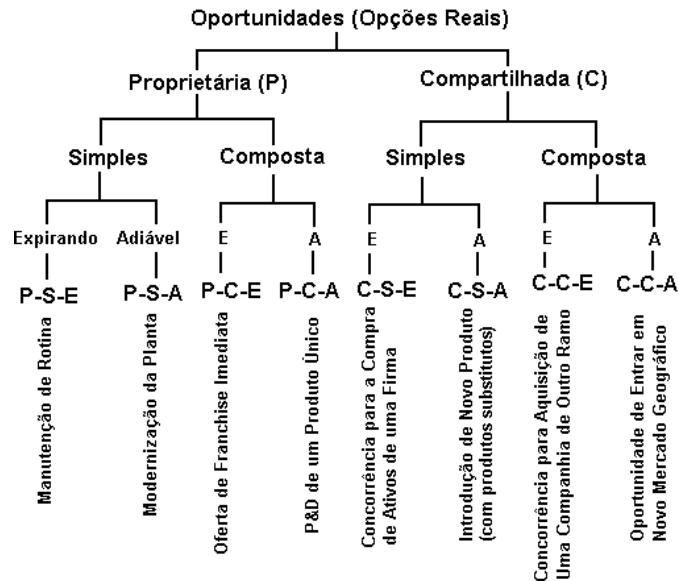 Oportunidades (Opções Reais)
Proprietária (P)
Compartilhada (C)
Simples
Composta
Simples
Composta
Expirando
Adiável
E
A
E
A
E
A
P-S-E
P-S-A
P-C-E
P-C-A
C-S-E
C-S-A
C-C-E
C-C-A
Manutenção de Rotina
Modernização da Planta
Oferta de Franchise Imediata
P&D de um Produto Único
Concorrência para a Compra
de Ativos de uma Firma
Introdução de Novo Produto
(com produtos substitutos)
Concorrência para Aquisição de
Uma Companhia de Outro Ramo
Oportunidade de Entrar em
Novo Mercado Geográfico